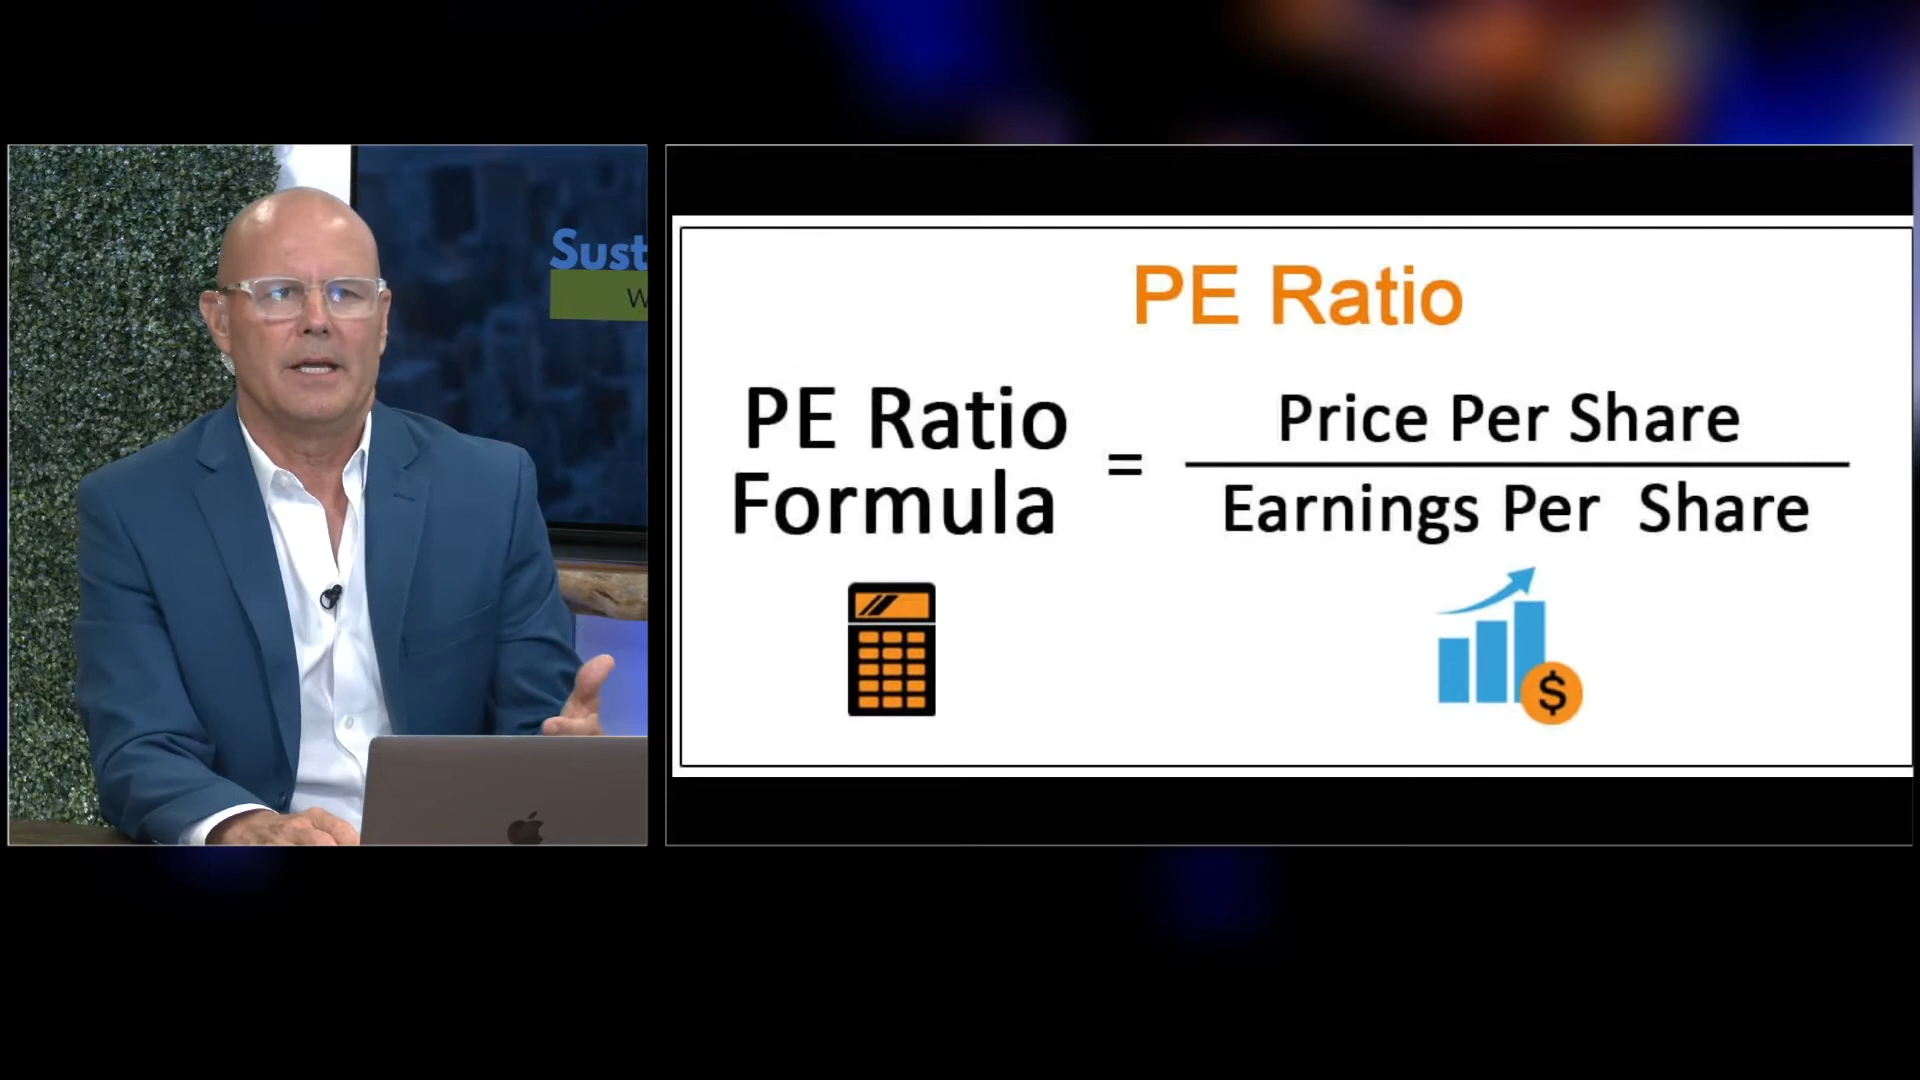 Sust
W
PE Ratio
PE Ratio
Formula
=
Price Per Share
Earnings Per Share
$